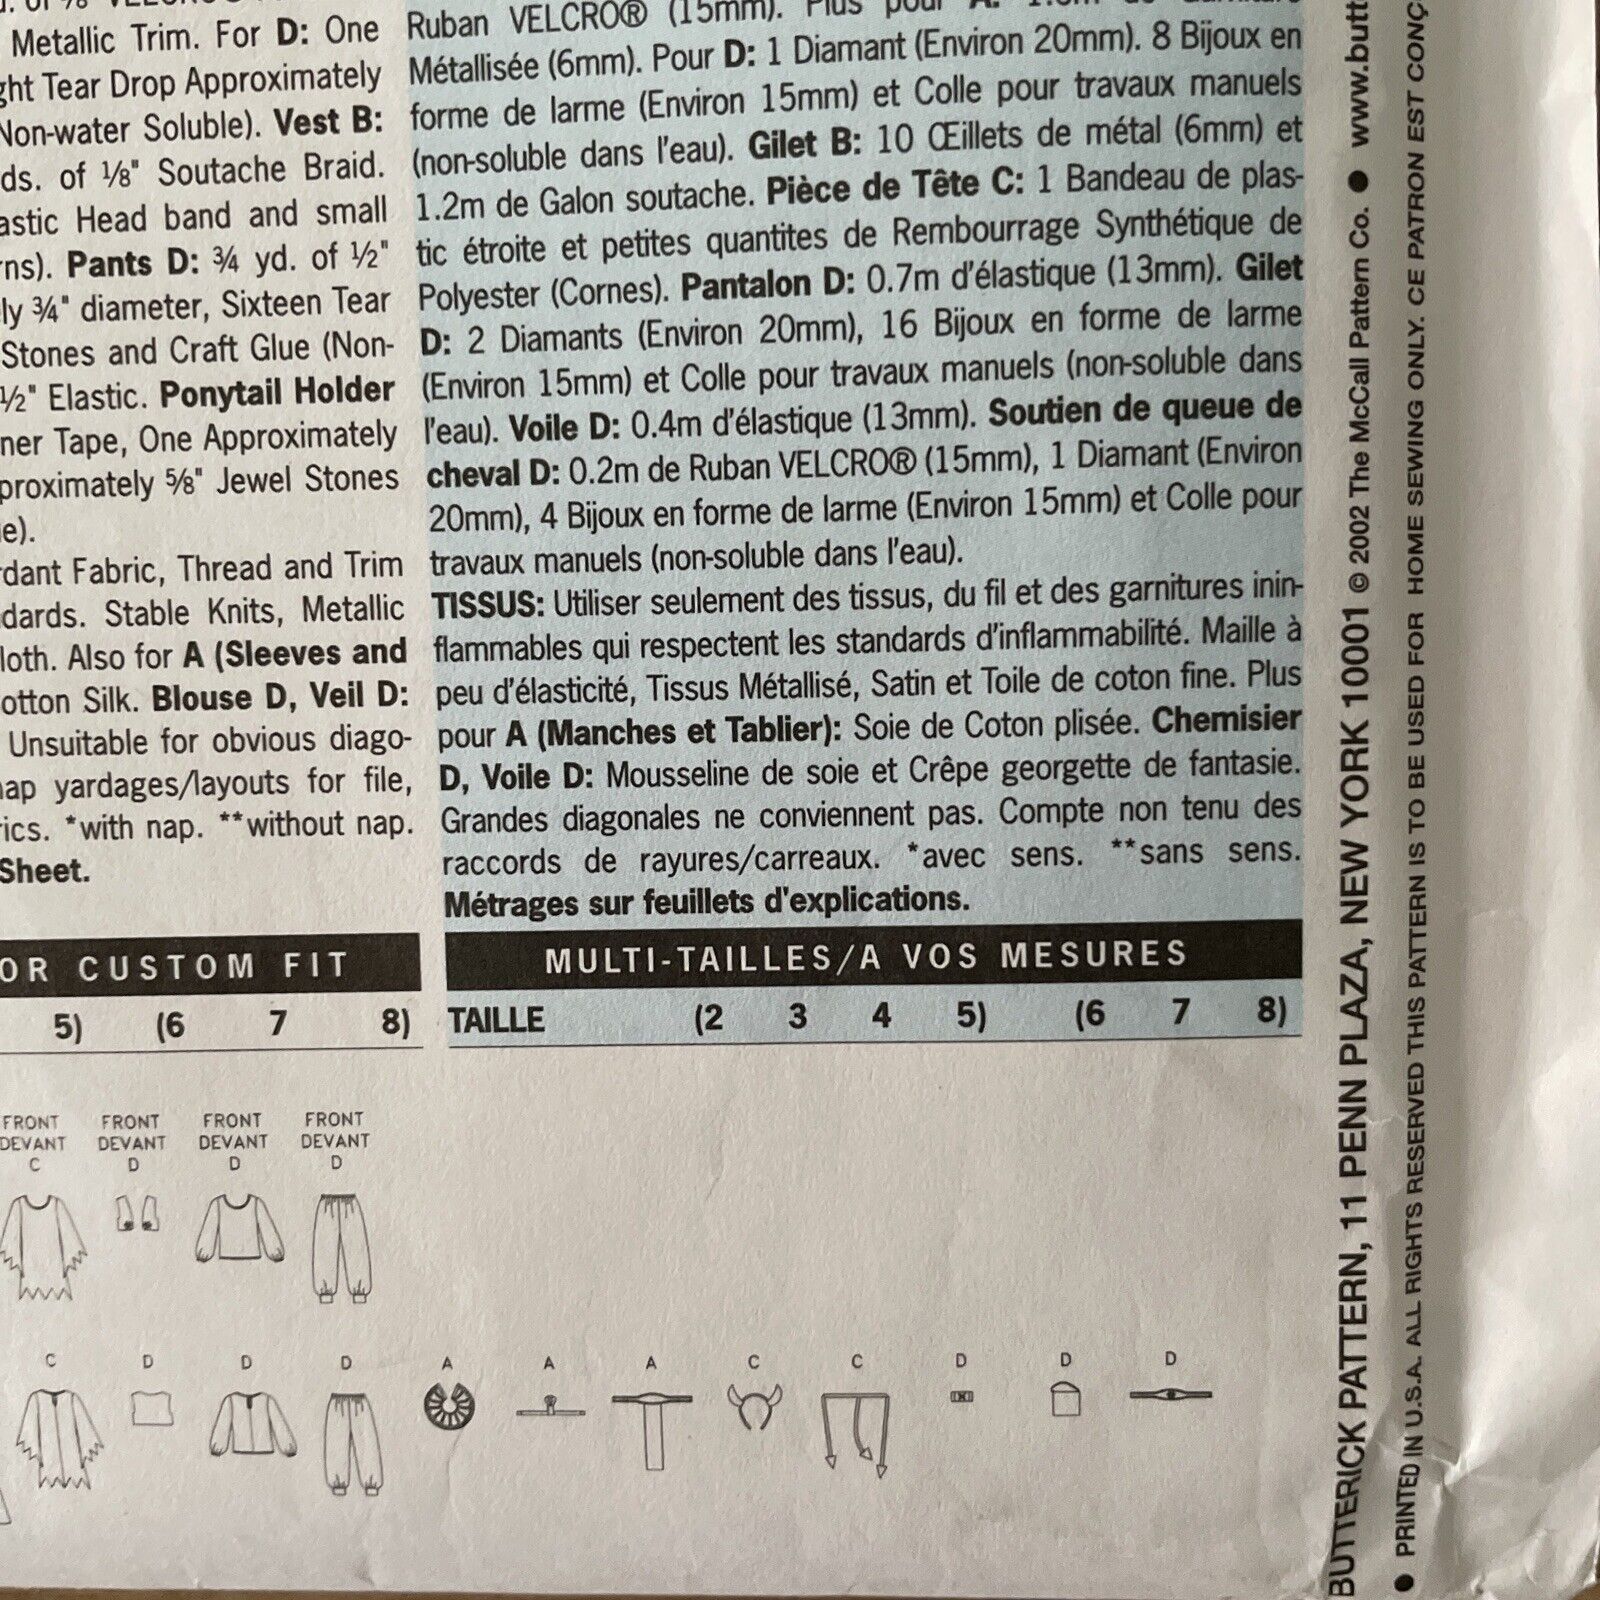 Metallic Trim. For D: One
ght Tear Drop Approximately
Non-water Soluble). Vest B:
ds. of ⅛" Soutache Braid.
astic Head band and small
rns). Pants D: ¾ yd. of ½"
ly ¾" diameter, Sixteen Tear
Stones and Craft Glue (Non-
½" Elastic. Ponytail Holder
ner Tape, One Approximately
proximately ⅝" Jewel Stones
e).
dant Fabric, Thread and Trim
dards. Stable Knits, Metallic
loth. Also for A (Sleeves and
otton Silk. Blouse D, Veil D:
Unsuitable for obvious diago-
nap yardages/layouts for file,
rics. *with nap. **without nap.
Sheet.
OR CUSTOM FIT
5) (6 7 8)
Ruban VELCRO® (15mm). Plus pour A:
Métallisée (6mm). Pour D: 1 Diamant (Environ 20mm). 8 Bijoux en
forme de larme (Environ 15mm) et Colle pour travaux manuels
(non-soluble dans l'eau). Gilet B: 10 Œillets de métal (6mm) et
1.2m de Galon soutache. Pièce de Tête C: 1 Bandeau de plas-
tic étroite et petites quantites de Rembourrage Synthétique de
Polyester (Cornes). Pantalon D: 0.7m d'élastique (13mm). Gilet
D: 2 Diamants (Environ 20mm), 16 Bijoux en forme de larme
(Environ 15mm) et Colle pour travaux manuels (non-soluble dans
l'eau). Voile D: 0.4m d'élastique (13mm). Soutien de queue de
cheval D: 0.2m de Ruban VELCRO® (15mm), 1 Diamant (Environ
20mm), 4 Bijoux en forme de larme (Environ 15mm) et Colle pour
travaux manuels (non-soluble dans l'eau).
TISSUS: Utiliser seulement des tissus, du fil et des garnitures inin-
flammables qui respectent les standards d'inflammabilité. Maille à
peu d'élasticité, Tissus Métallisé, Satin et Toile de coton fine. Plus
pour A (Manches et Tablier): Soie de Coton plisée. Chemisier
D, Voile D: Mousseline de soie et Crêpe georgette de fantasie.
Grandes diagonales ne conviennent pas. Compte non tenu des
raccords de rayures/carreaux. *avec sens. **sans sens.
Métrages sur feuillets d'explications.
MULTI-TAILLES/A VOS MESURES
TAILLE (2 3 4 5) (6 7 8)
FRONT FRONT FRONT FRONT
DEVANT DEVANT DEVANT DEVANT
C D D D
C D D D A A A C C D D D
BUTTERICK PATTERN, 11 PENN PLAZA, NEW YORK 10001 © 2002 The McCall Pattern Co. ● www.butt
● PRINTED IN U.S.A. ALL RIGHTS RESERVED THIS PATTERN IS TO BE USED FOR HOME SEWING ONLY. CE PATRON EST CONÇ